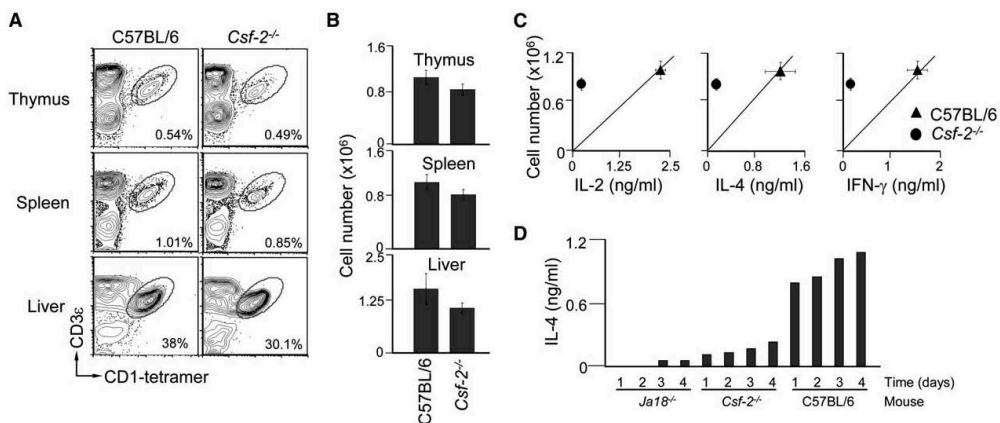 A
C57BL/6 Csf-2-/-
Thymus
0.54% 0.49%
Spleen
1.01% 0.85%
Liver
38% 30.1%
CD3ε
CD1-tetramer
B
Cell number (x10⁶)
1.6
Thymus
0.8
0
1.6
Spleen
0.8
0
2.5
Liver
1.25
0
C57BL/6
Csf-2-/-
C
Cell number (x10⁶)
1.2
0.6
0
0 1.25 2.5
IL-2 (ng/ml)
0 0.8 1.6
IL-4 (ng/ml)
0 1 2
IFN-γ (ng/ml)
C57BL/6
Csf-2-/-
D
IL-4 (ng/ml)
1.2
0.6
0
1 2 3 4 1 2 3 4 1 2 3 4 Time (days)
Ja18-/- Csf-2-/- C57BL/6 Mouse